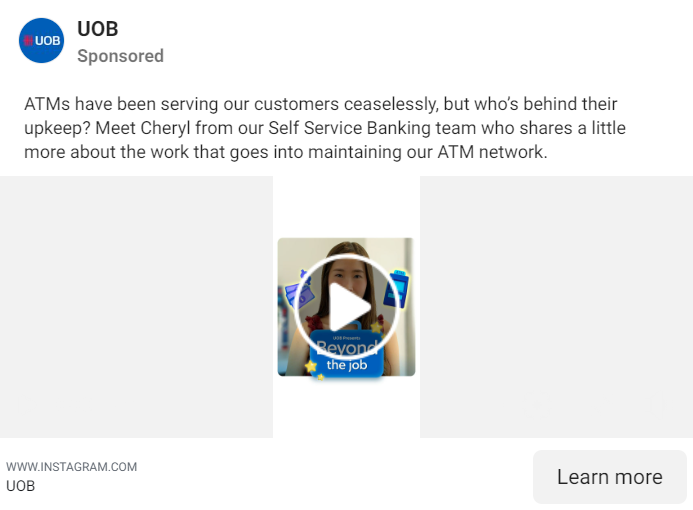 UOB
UOB
Sponsored
ATMs have been serving our customers ceaselessly, but who's behind their
upkeep? Meet Cheryl from our Self Service Banking team who shares a little
more about the work that goes into maintaining our ATM network.
UOB Presents
Beyond
the job
WWW.INSTAGRAM.COM
UOB
Learn more